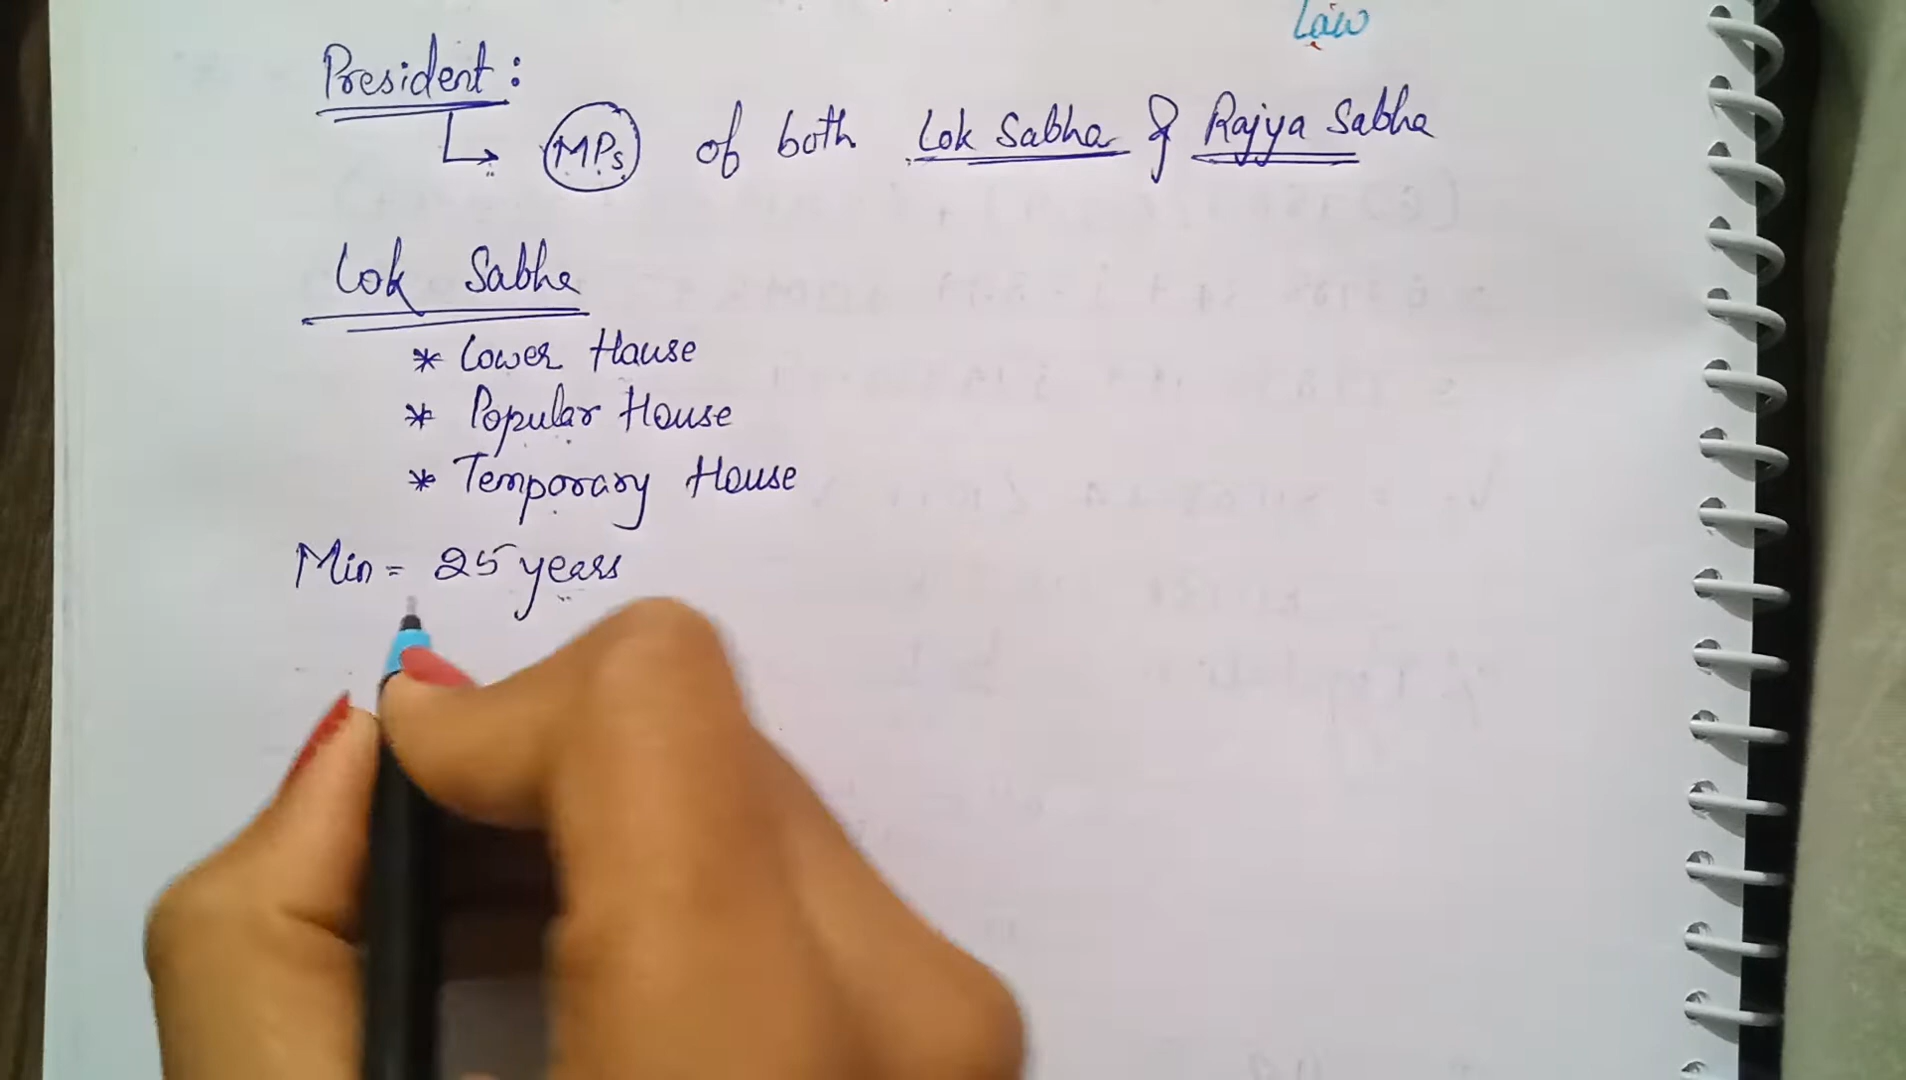 Law
President:
↳ MPs of both Lok Sabha & Rajya Sabha
Lok Sabha
* Lower House
* Popular House
* Temporary House
Min = 25 years